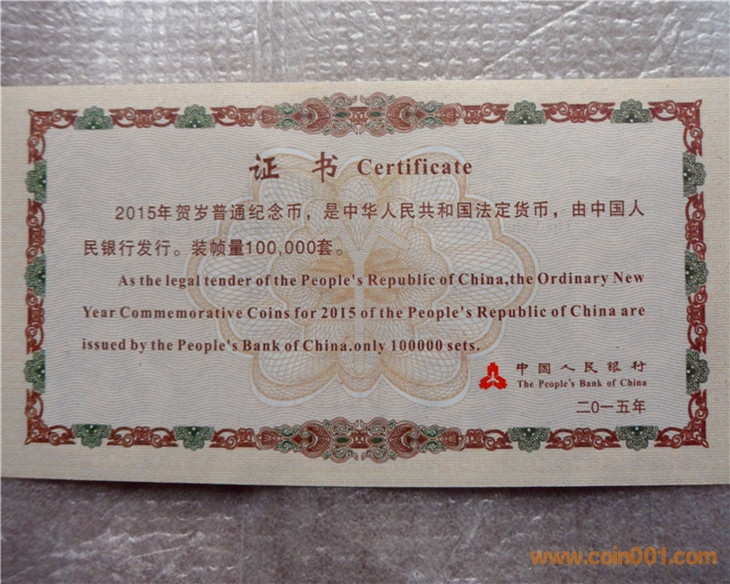 证书 Certificate
2015年贺岁普通纪念币，是中华人民共和国法定货币，由中国人
民银行发行。装帧量100,000套。
As the legal tender of the People's Republic of China,the Ordinary New
Year Commemorative Coins for 2015 of the People's Republic of China are
issued by the People's Bank of China.only 100000 sets.
中国人民银行
The People's Bank of China
二〇一五年
www.coin001.com